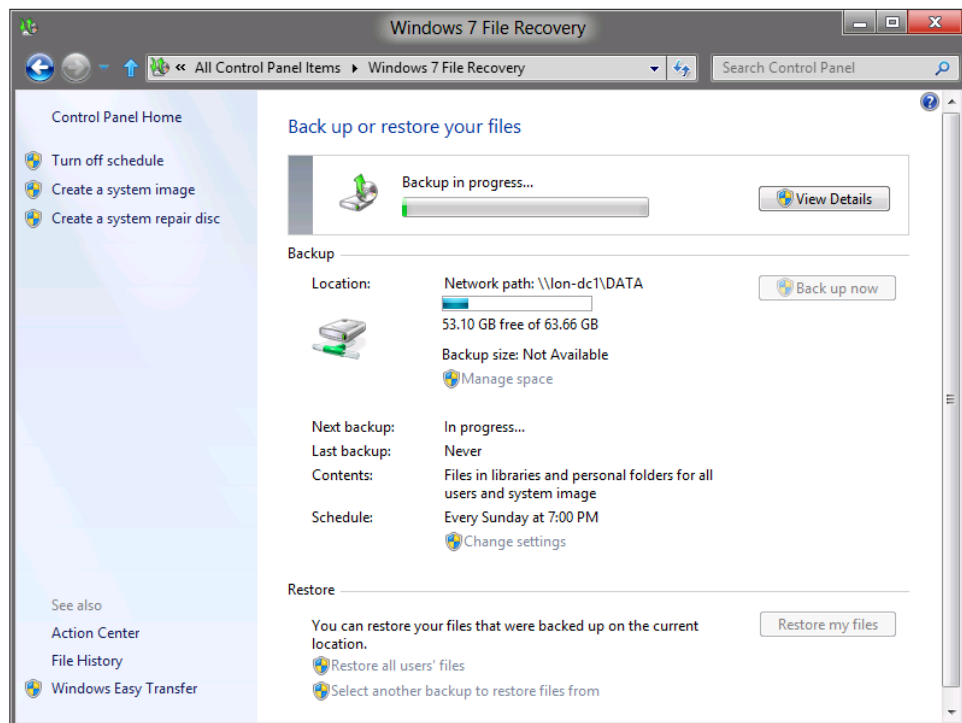 Windows 7 File Recovery
« All Control Panel Items Windows 7 File Recovery
Search Control Panel
Control Panel Home
Turn off schedule
Create a system image
Create a system repair disc
See also
Action Center
File History
Windows Easy Transfer
Back up or restore your files
Backup in progress...
View Details
Backup
Location:
Network path: \\lon-dc1\DATA
53.10 GB free of 63.66 GB
Backup size: Not Available
Manage space
Back up now
Next backup: In progress...
Last backup: Never
Contents: Files in libraries and personal folders for all
users and system image
Schedule: Every Sunday at 7:00 PM
Change settings
Restore
You can restore your files that were backed up on the current
location.
Restore my files
Restore all users' files
Select another backup to restore files from